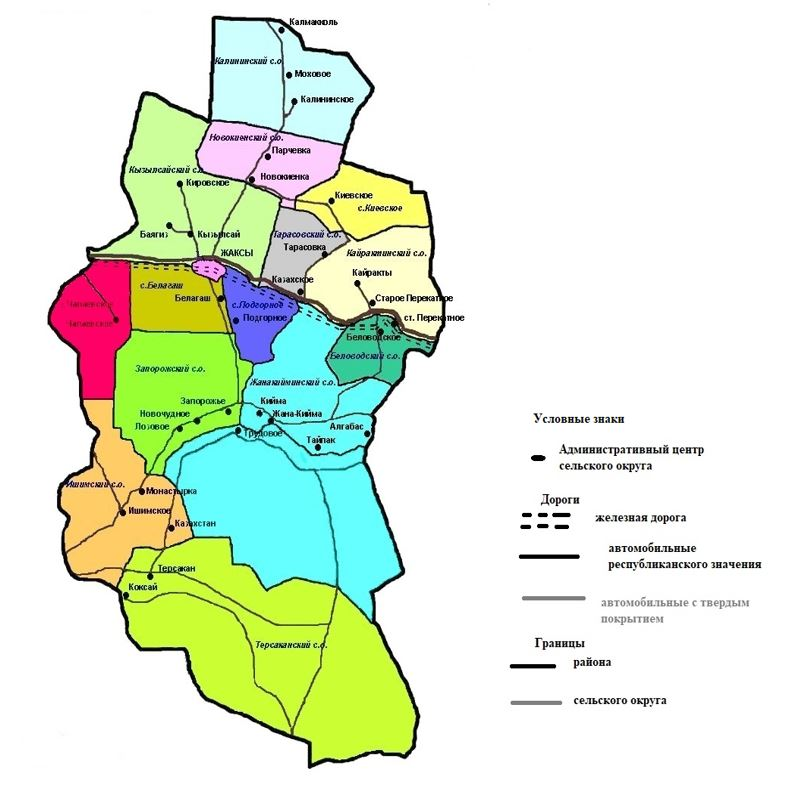 Калмакколь
Калининский с.о.
Моховое
Калининское
Новокиенский с.о.
Парчевка
Новокиенка
Кызылсайский с.о.
Кировское
Киевское
с.Киевское
Баягиз
Кызылсай
Тарасовский с.о.
Тарасовка
ЖАКСЫ
Кайрактинский с.о.
Кайракты
Казахское
с.Белагаш
Белагаш
с.Подгорное
Подгорное
Старое Перекатное
ст. Перекатное
Чапаевское
Чапаевское
Беловодское
Беловодский с.о.
Запорожский с.о.
Жанакийминский с.о.
Запорожье
Кийма
Новочудное
Жана-Кийма
Лозовое
Трудовое
Алгабас
Тайпак
Ишимский с.о.
Монастырка
Ишимское
Казахстан
Терсакан
Коксай
Терсаканский с.о.
Условные знаки
Административный центр
сельского округа
Дороги
железная дорога
автомобильные
республиканского значения
автомобильные с твердым
покрытием
Границы
района
сельского округа